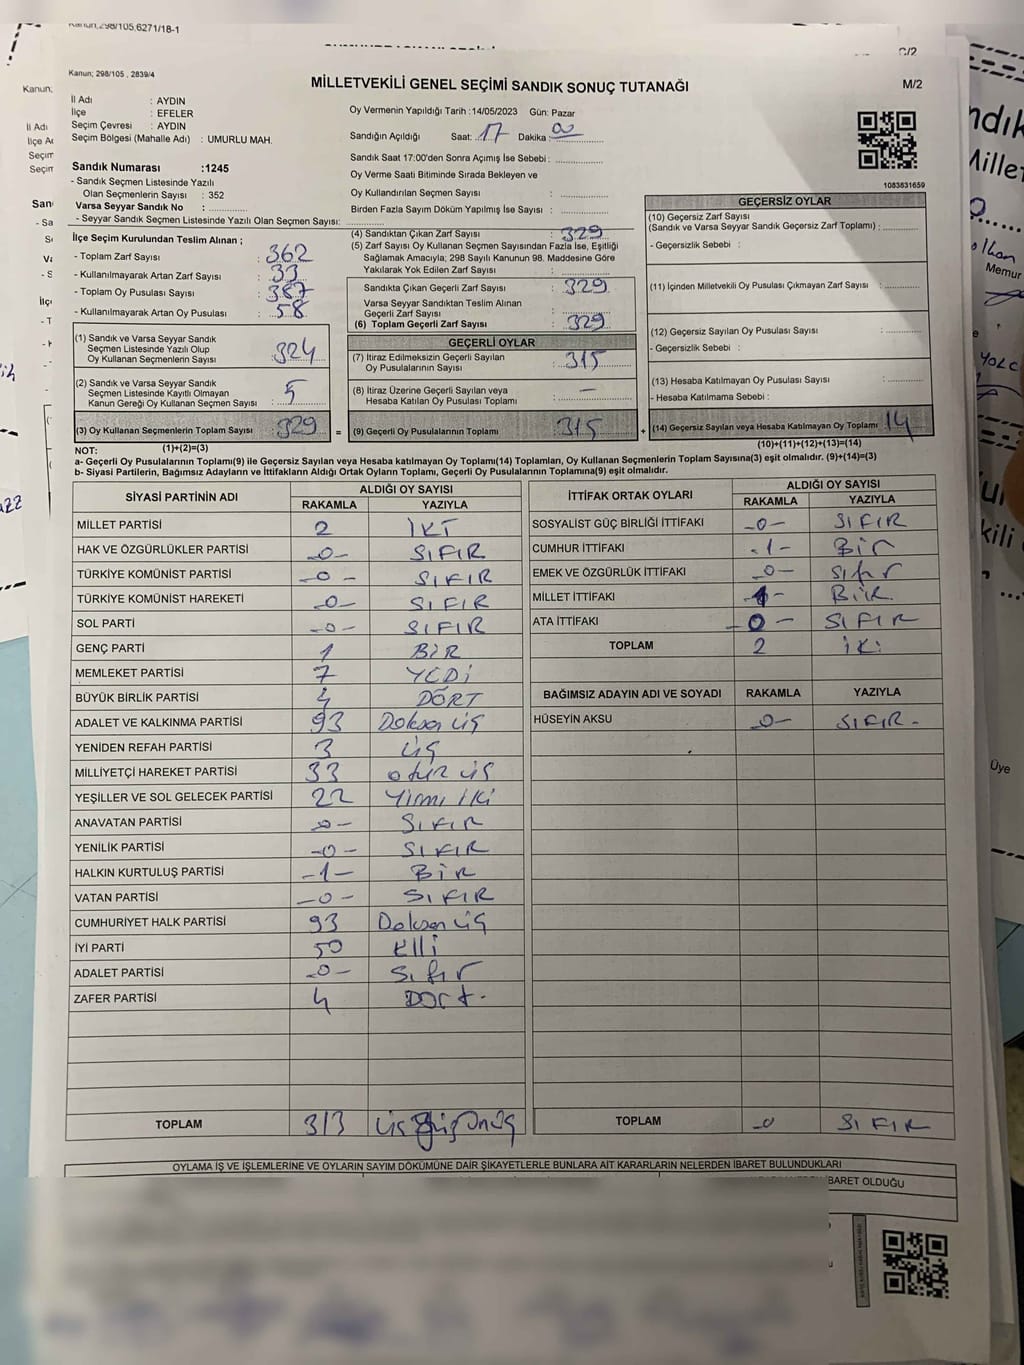 Kanun,298/105,6271/18-1
C/2
Kanun; 298/105 , 2839/4
MİLLETVEKİLİ GENEL SEÇİMİ SANDIK SONUÇ TUTANAĞI
M/2
İl Adı : AYDIN
İlçe : EFELER
Seçim Çevresi : AYDIN
Seçim Bölgesi (Mahalle Adı) : UMURLU MAH.
Oy Vermenin Yapıldığı Tarih :14/05/2023 Gün: Pazar
Sandığın Açıldığı Saat: 17 Dakika: 00
Sandık Saat 17:00'den Sonra Açımış İse Sebebi :
Oy Verme Saati Bitiminde Sırada Bekleyen ve
Oy Kullandırılan Seçmen Sayısı :
Birden Fazla Sayım Döküm Yapılmış İse Sayısı :
1083831659
Sandık Numarası :1245
- Sandık Seçmen Listesinde Yazılı
Olan Seçmenlerin Sayısı : 352
Varsa Seyyar Sandık No :
- Seyyar Sandık Seçmen Listesinde Yazılı Olan Seçmen Sayısı:
İlçe Seçim Kurulundan Teslim Alınan ;
- Toplam Zarf Sayısı : 362
- Kullanılmayarak Artan Zarf Sayısı : 33
- Toplam Oy Pusulası Sayısı : 387
- Kullanılmayarak Artan Oy Pusulası : 58
(1) Sandık ve Varsa Seyyar Sandık
Seçmen Listesinde Yazılı Olup
Oy Kullanan Seçmenlerin Sayısı : 324
(2) Sandık ve Varsa Seyyar Sandık
Seçmen Listesinde Kayıtlı Olmayan
Kanun Gereği Oy Kullanan Seçmen Sayısı : 5
(3) Oy Kullanan Seçmenlerin Toplam Sayısı 329
(4) Sandıktan Çıkan Zarf Sayısı : 329
(5) Zarf Sayısı Oy Kullanan Seçmen Sayısından Fazla İse, Eşitliği
Sağlamak Amacıyla; 298 Sayılı Kanunun 98. Maddesine Göre
Yakılarak Yok Edilen Zarf Sayısı :
Sandıkta Çıkan Geçerli Zarf Sayısı : 329
Varsa Seyyar Sandıktan Teslim Alınan
Geçerli Zarf Sayısı :
(6) Toplam Geçerli Zarf Sayısı : 329
GEÇERLİ OYLAR
(7) İtiraz Edilmeksizin Geçerli Sayılan
Oy Pusulalarının Sayısı : 315
(8) İtiraz Üzerine Geçerli Sayılan veya
Hesaba Katılan Oy Pusulası Toplamı : —
= (9) Geçerli Oy Pusulalarının Toplamı 315
GEÇERSİZ OYLAR
(10) Geçersiz Zarf Sayısı
(Sandık ve Varsa Seyyar Sandık Geçersiz Zarf Toplamı) :
- Geçersizlik Sebebi :
(11) İçinden Milletvekili Oy Pusulası Çıkmayan Zarf Sayısı :
(12) Geçersiz Sayılan Oy Pusulası Sayısı :
- Geçersizlik Sebebi :
(13) Hesaba Katılmayan Oy Pusulası Sayısı :
- Hesaba Katılmama Sebebi :
+ (14) Geçersiz Sayılan veya Hesaba Katılmayan Oy Toplamı 14
NOT: (1)+(2)=(3)
(10)+(11)+(12)+(13)=(14)
a- Geçerli Oy Pusulalarının Toplamı(9) ile Geçersiz Sayılan veya Hesaba Katılmayan Oy Toplamı(14) Toplamları, Oy Kullanan Seçmenlerin Toplam Sayısına(3) eşit olmalıdır. (9)+(14)=(3)
b- Siyasi Partilerin, Bağımsız Adayların ve İttifakların Aldığı Ortak Oyların Toplamı, Geçerli Oy Pusulalarının Toplamına(9) eşit olmalıdır.
SİYASİ PARTİNİN ADI ALDIĞI OY SAYISI
RAKAMLA YAZIYLA
MİLLET PARTİSİ 2 İKİ
HAK VE ÖZGÜRLÜKLER PARTİSİ -0- SIFIR
TÜRKİYE KOMÜNİST PARTİSİ -0- SIFIR
TÜRKİYE KOMÜNİST HAREKETİ -0- SIFIR
SOL PARTİ -0- SIFIR
GENÇ PARTİ 1 BİR
MEMLEKET PARTİSİ 7 YEDİ
BÜYÜK BİRLİK PARTİSİ 4 DÖRT
ADALET VE KALKINMA PARTİSİ 93 Doksan üç
YENİDEN REFAH PARTİSİ 3 üç
MİLLİYETÇİ HAREKET PARTİSİ 33 otuz üç
YEŞİLLER VE SOL GELECEK PARTİSİ 22 Yirmi iki
ANAVATAN PARTİSİ -0- SIFIR
YENİLİK PARTİSİ -0- SIFIR
HALKIN KURTULUŞ PARTİSİ -1- BİR
VATAN PARTİSİ -0- SIFIR
CUMHURİYET HALK PARTİSİ 93 Doksan üç
İYİ PARTİ 50 Elli
ADALET PARTİSİ -0- Sıfır
ZAFER PARTİSİ 4 DÖrt.
TOPLAM 313 üç yüz Onüç
İTTİFAK ORTAK OYLARI ALDIĞI OY SAYISI
RAKAMLA YAZIYLA
SOSYALİST GÜÇ BİRLİĞİ İTTİFAKI -0- SIFIR
CUMHUR İTTİFAKI -1- Bir
EMEK VE ÖZGÜRLÜK İTTİFAKI -0- Sıfır
MİLLET İTTİFAKI 1- BİR.
ATA İTTİFAKI -0- SIFIR
TOPLAM 2 iki
BAĞIMSIZ ADAYIN ADI VE SOYADI RAKAMLA YAZIYLA
HÜSEYİN AKSU -0- SIFIR-
TOPLAM -0 SIFIR
OYLAMA İŞ VE İŞLEMLERİNE VE OYLARIN SAYIM DÖKÜMÜNE DAİR ŞİKAYETLERLE BUNLARA AİT KARARLARIN NELERDEN İBARET BULUNDUKLARI
BARET OLDUĞU
Memur
Üye